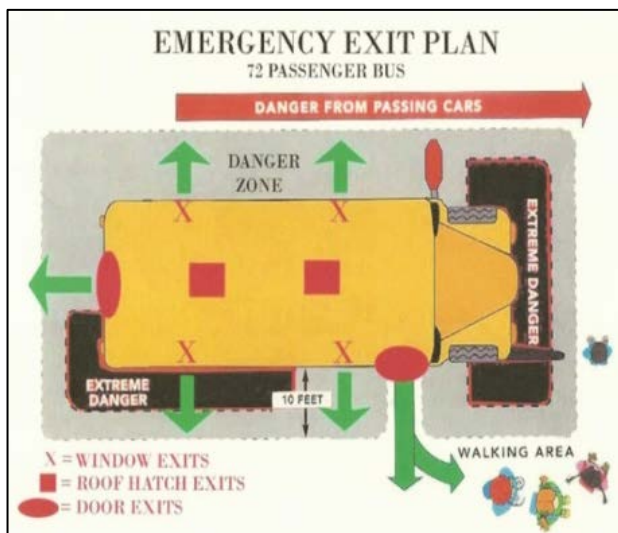 EMERGENCY EXIT PLAN
72 PASSENGER BUS
DANGER FROM PASSING CARS
DANGER
ZONE
X
X
EXTREME DANGER
X
X
EXTREME
DANGER
10 FEET
WALKING AREA
X = WINDOW EXITS
= ROOF HATCH EXITS
= DOOR EXITS